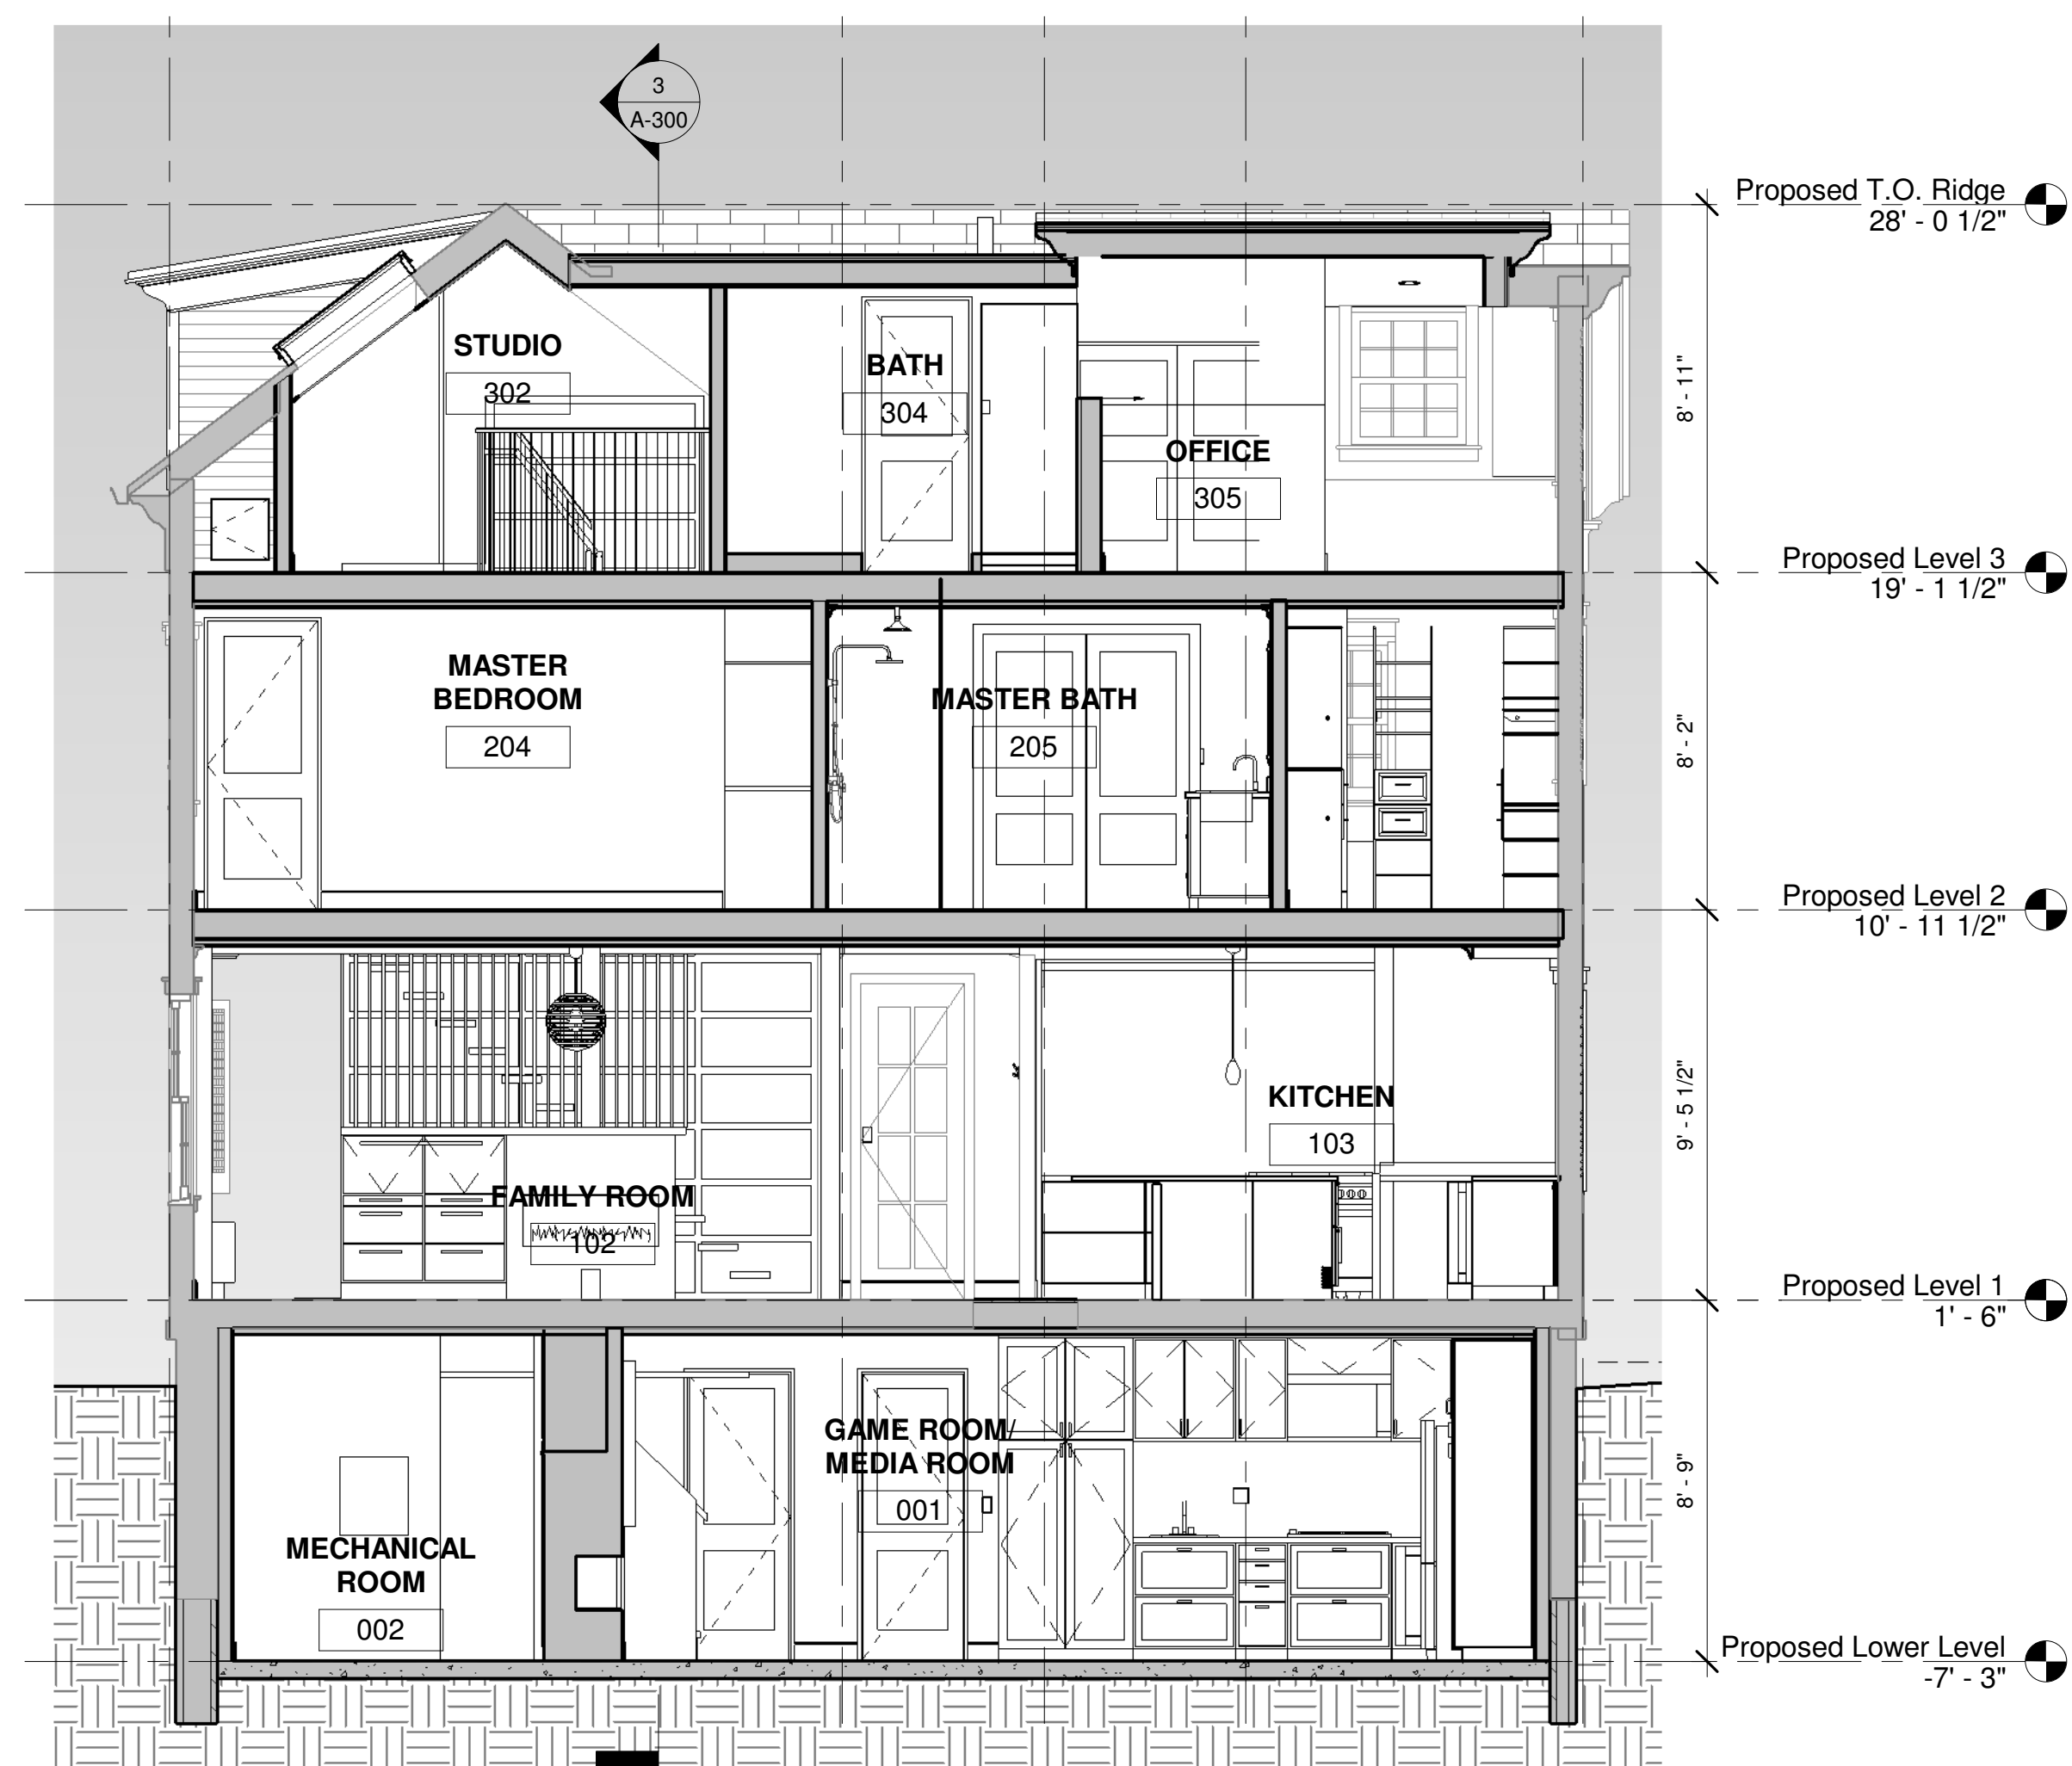 3
A-300
Proposed T.O. Ridge
28' - 0 1/2"
STUDIO
302
BATH
304
OFFICE
305
8' - 11"
Proposed Level 3
19' - 1 1/2"
MASTER
BEDROOM
204
MASTER BATH
205
8' - 2"
Proposed Level 2
10' - 11 1/2"
FAMILY ROOM
102
KITCHEN
103
9' - 5 1/2"
Proposed Level 1
1' - 6"
MECHANICAL
ROOM
002
GAME ROOM/
MEDIA ROOM
001
8' - 9"
Proposed Lower Level
-7' - 3"